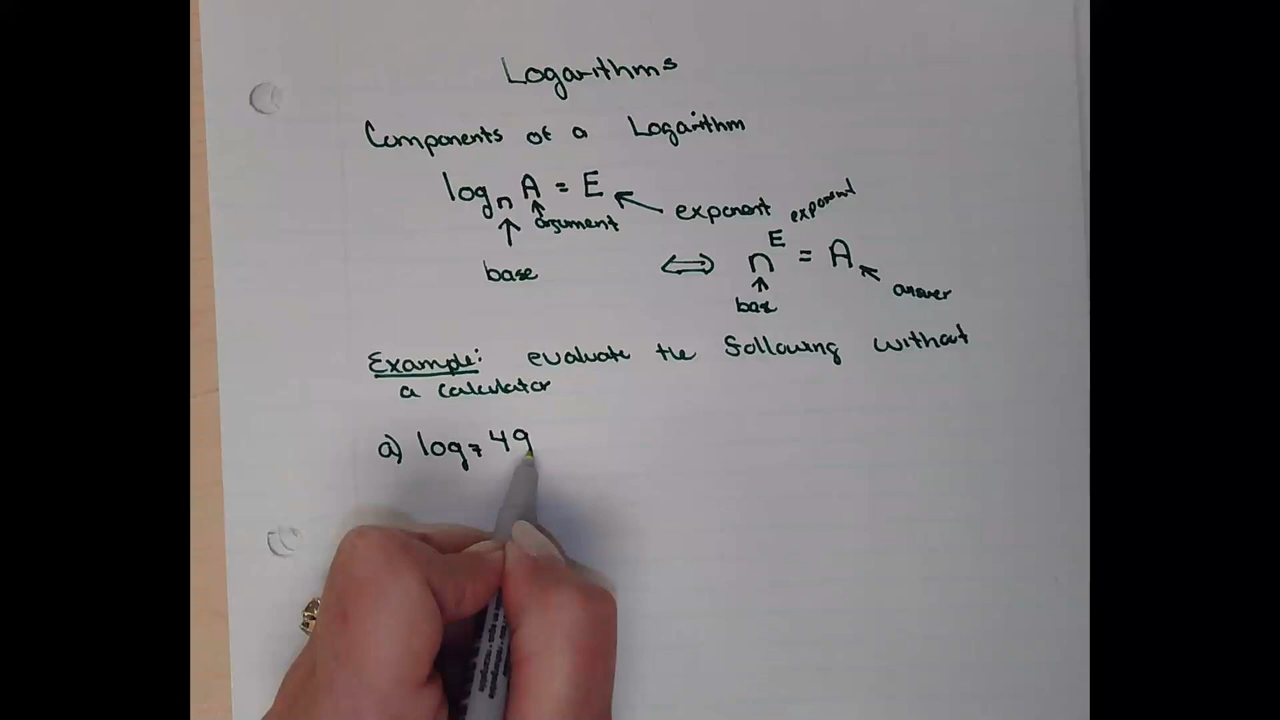 Logarithms
Components of a Logarithm
logₙ A = E
exponent
argument
base
⇔ nᴱ = A
exponent
base
answer
Example: evaluate the following without
a calculator
a) log₇ 49